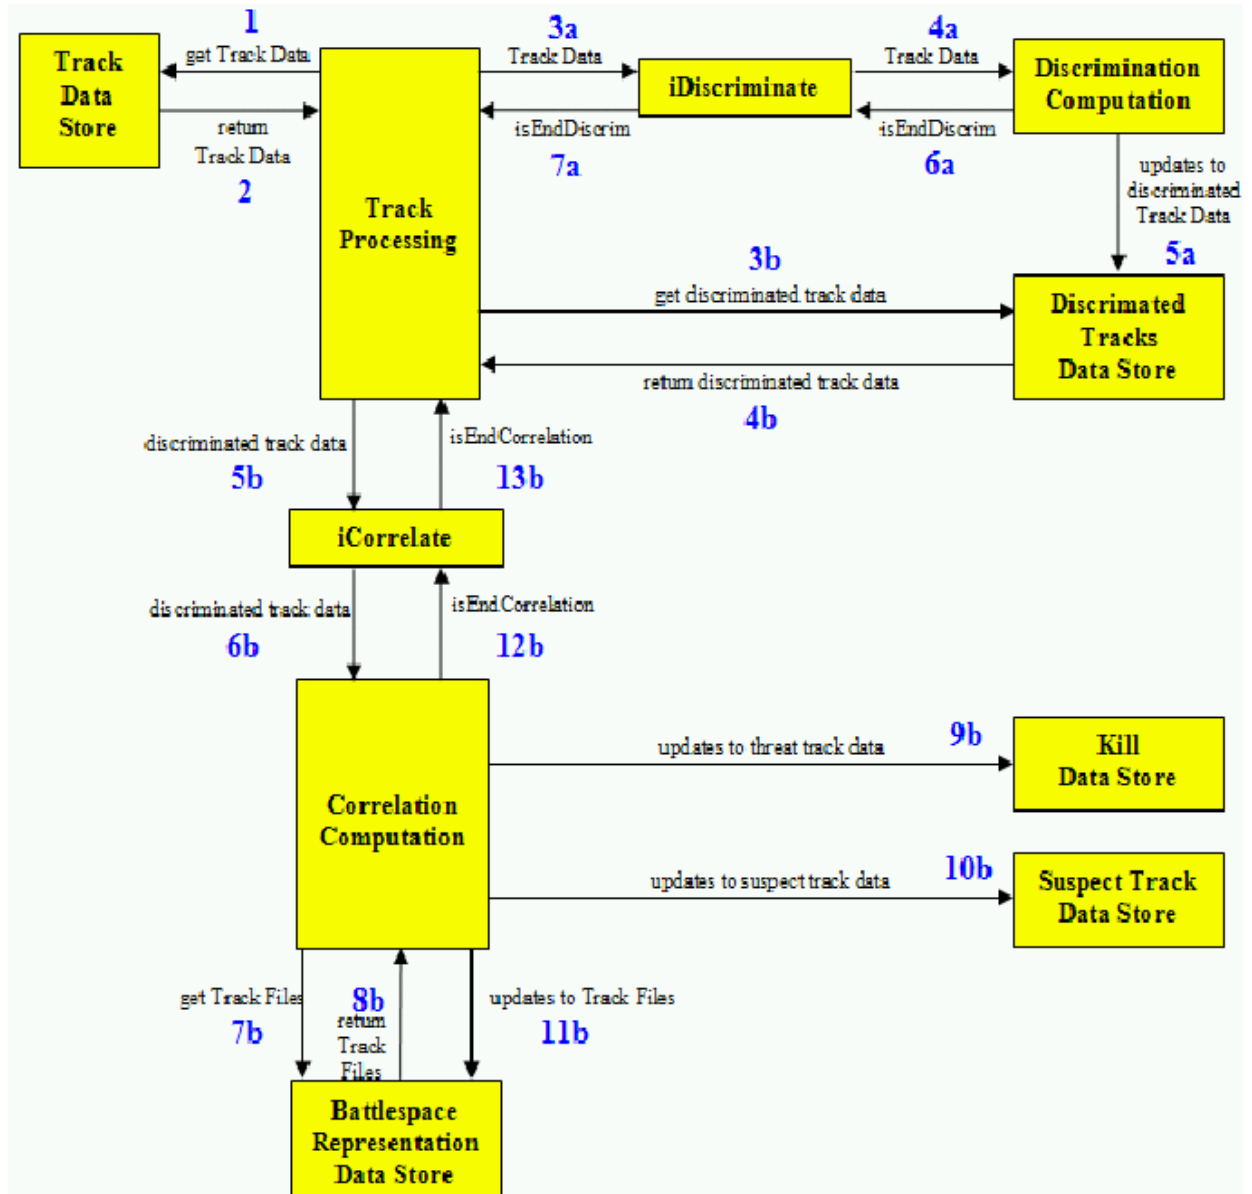 1
get Track Data
Track
Data
Store
return
Track Data
2
3a
Track Data
iDiscriminate
isEndDiscrim
7a
4a
Track Data
Discrimination
Computation
isEndDiscrim
6a
updates to
discriminated
Track Data
5a
Track
Processing
3b
get discriminated track data
Discrimated
Tracks
Data Store
return discriminated track data
4b
discriminated track data
5b
isEndCorrelation
13b
iCorrelate
discriminated track data
6b
isEndCorrelation
12b
Correlation
Computation
updates to threat track data
9b
Kill
Data Store
updates to suspect track data
10b
Suspect Track
Data Store
get Track Files
7b
8b
return
Track
Files
updates to Track Files
11b
Battlespace
Representation
Data Store